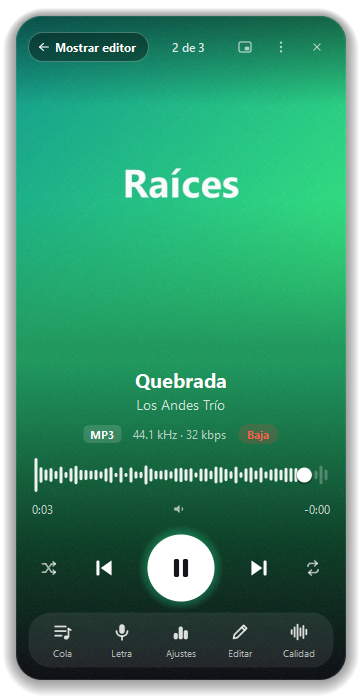 Mostrar editor
2 de 3
Raíces
Quebrada
Los Andes Trío
MP3 44.1 kHz · 32 kbps Baja
0:03 -0:00
Cola Letra Ajustes Editar Calidad